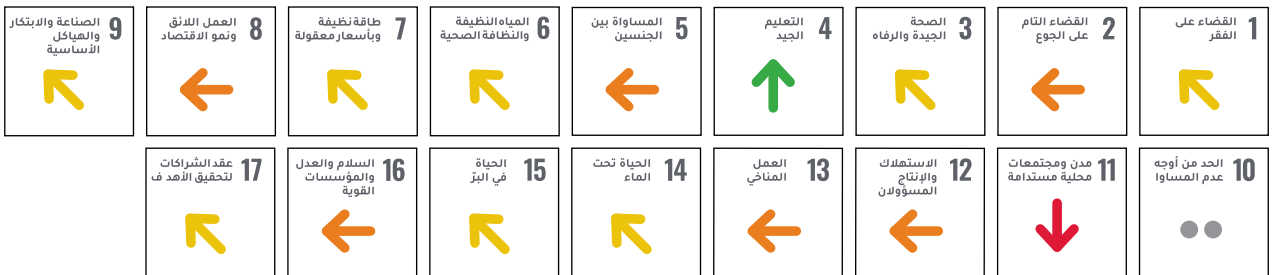 1 القضاء على
الفقر
2 القضاء التام
على الجوع
3 الصحة
الجيدة والرفاه
4 التعليم
الجيد
5 المساواة بين
الجنسين
6 المياه النظيفة
والنظافة الصحية
7 طاقة نظيفة
وبأسعار معقولة
8 العمل اللائق
ونمو الاقتصاد
9 الصناعة والابتكار
والهياكل
الأساسية
10 الحد من أوجه
عدم المساوا
11 مدن ومجتمعات
محلية مستدامة
12 الاستهلاك
والإنتاج
المسؤولان
13 العمل
المناخي
14 الحياة تحت
الماء
15 الحياة
في البرّ
16 السلام والعدل
والمؤسسات
القوية
17 عقد الشراكات
لتحقيق الأهد ف